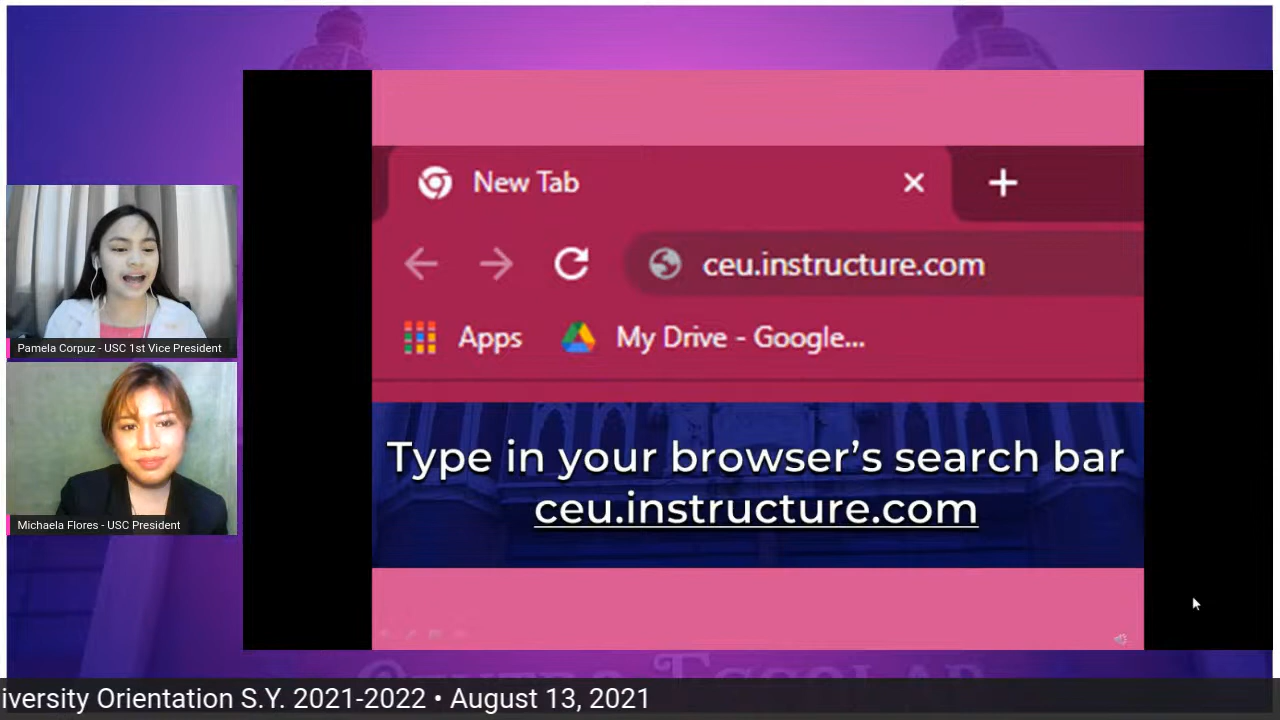 New Tab
ceu.instructure.com
Apps
My Drive - Google...
Type in your browser's search bar
ceu.instructure.com
Pamela Corpuz - USC 1st Vice President
Michaela Flores - USC President
iversity Orientation S.Y. 2021-2022 • August 13, 2021